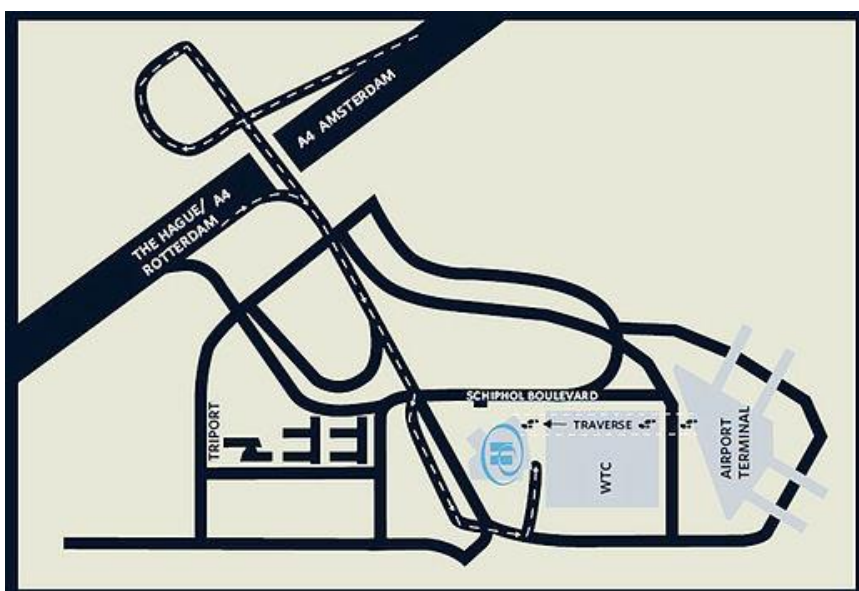 A4 AMSTERDAM
THE HAGUE/ A4
ROTTERDAM
SCHIPHOL BOULEVARD
TRIPORT
TRAVERSE
WTC
AIRPORT
TERMINAL